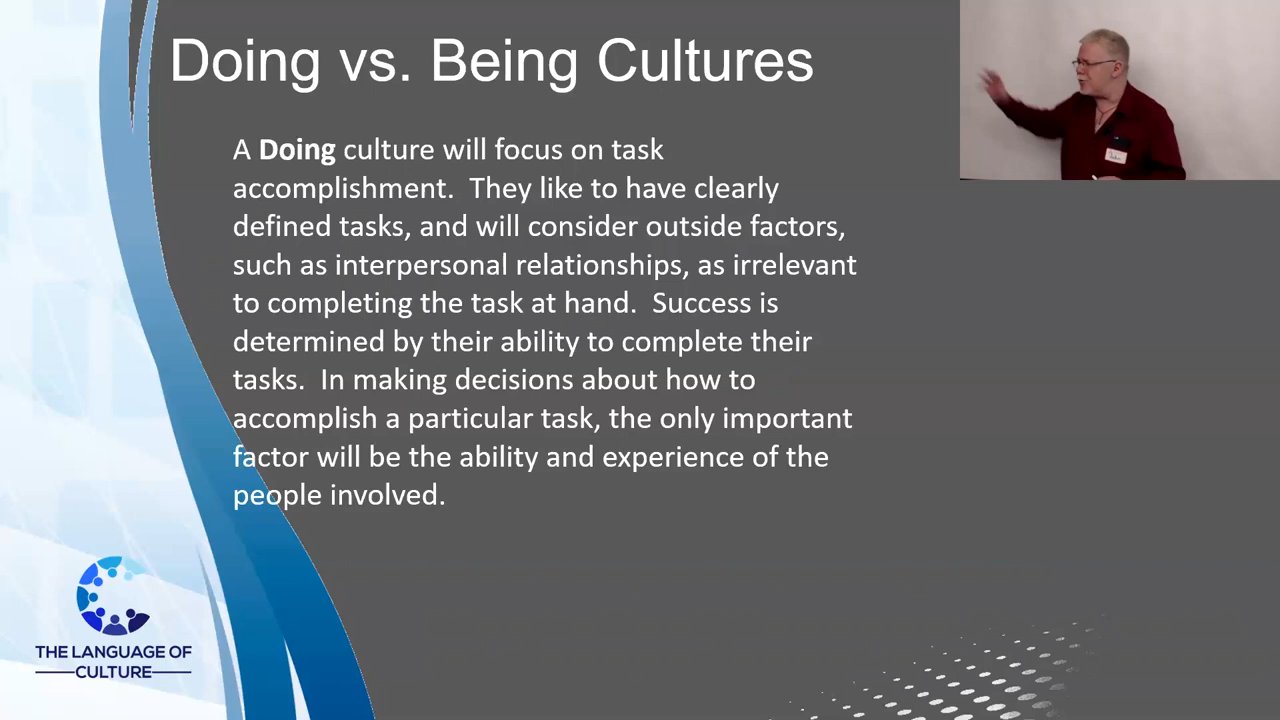 Doing vs. Being Cultures
A Doing culture will focus on task
accomplishment.  They like to have clearly
defined tasks, and will consider outside factors,
such as interpersonal relationships, as irrelevant
to completing the task at hand.  Success is
determined by their ability to complete their
tasks.  In making decisions about how to
accomplish a particular task, the only important
factor will be the ability and experience of the
people involved.
THE LANGUAGE OF
CULTURE